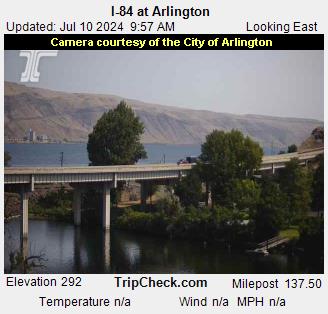 I-84 at Arlington
Updated: Jul 10 2024 9:57 AM Looking East
Camera courtesy of the City of Arlington
Elevation 292 TripCheck.com Milepost 137.50
Temperature n/a Wind n/a MPH n/a